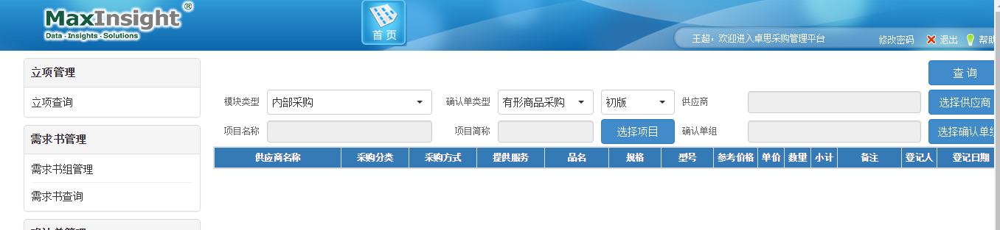 MaxInsight®
Data·Insights·Solutions
首 页
王超，欢迎进入卓思采购管理平台
修改密码 退出 帮助
立项管理
立项查询
需求书管理
需求书组管理
需求书查询
查 询
模块类型 内部采购 确认单类型 有形商品采购 初版 供应商 选择供应商
项目名称 项目简称 选择项目 确认单组 选择确认单组
供应商名称 采购分类 采购方式 提供服务 品名 规格 型号 参考价格 单价 数量 小计 备注 登记人 登记日期